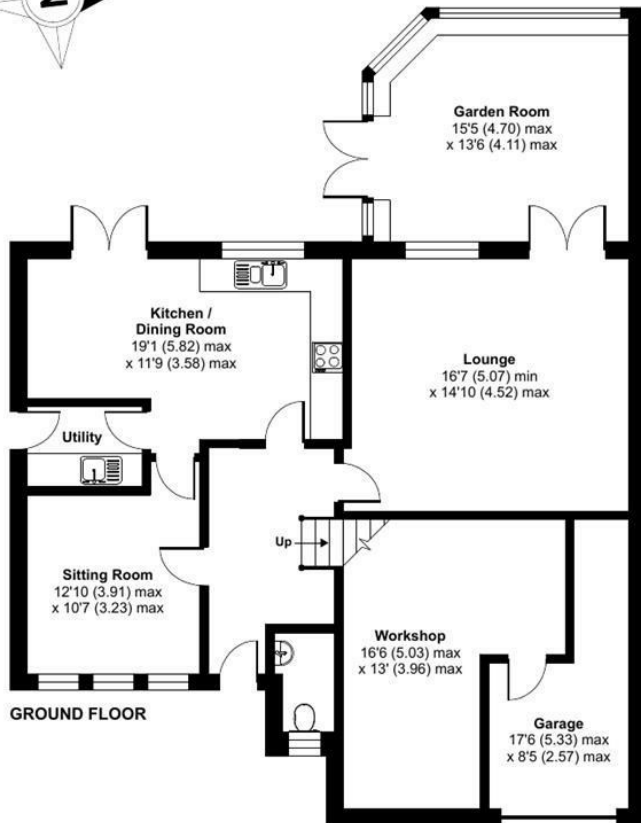 Garden Room
15'5 (4.70) max
x 13'6 (4.11) max
Kitchen /
Dining Room
19'1 (5.82) max
x 11'9 (3.58) max
Lounge
16'7 (5.07) min
x 14'10 (4.52) max
Utility
Up
Sitting Room
12'10 (3.91) max
x 10'7 (3.23) max
Workshop
16'6 (5.03) max
x 13' (3.96) max
GROUND FLOOR
Garage
17'6 (5.33) max
x 8'5 (2.57) max